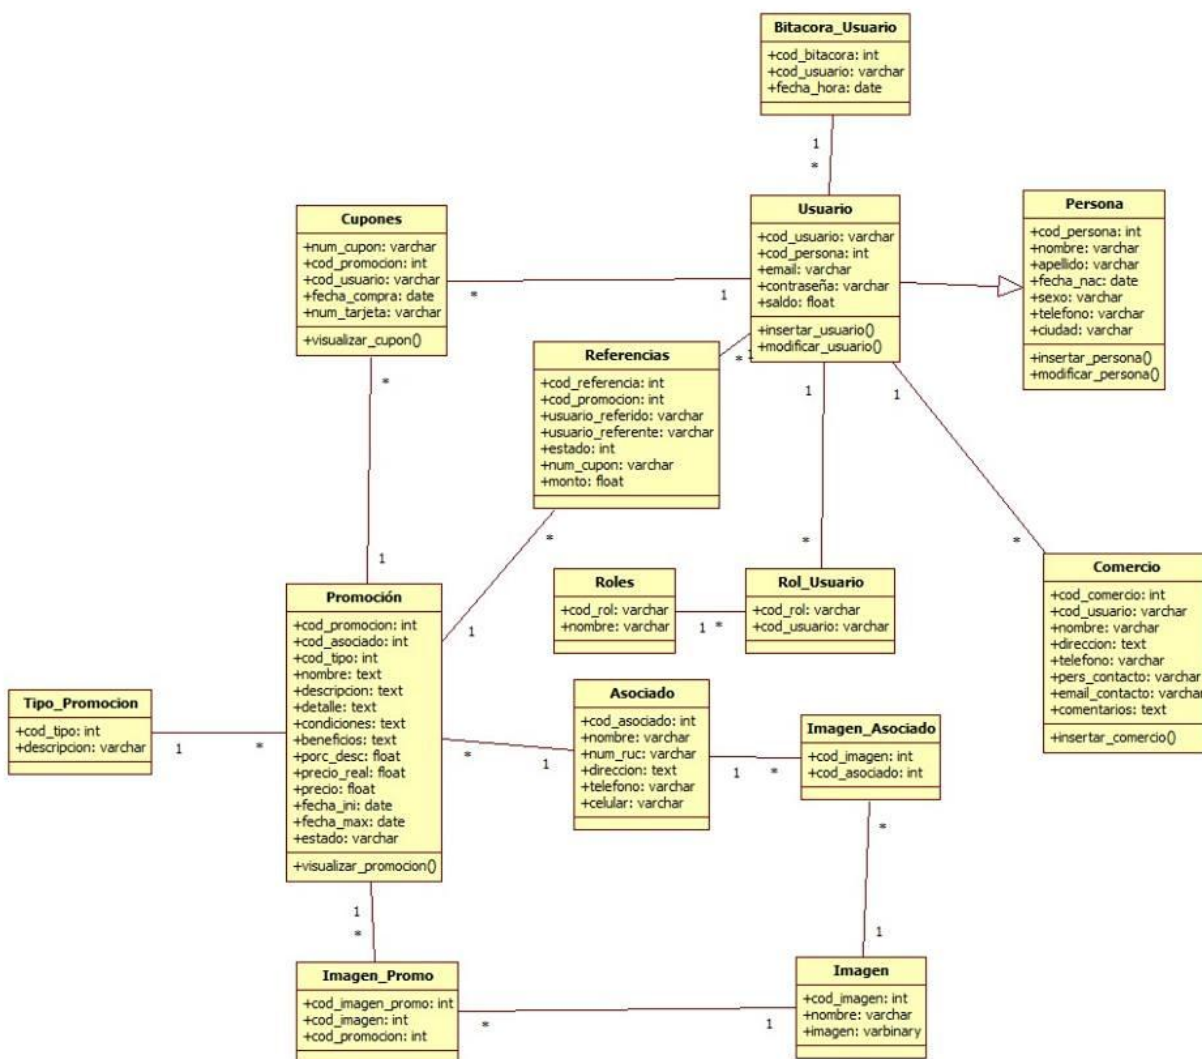 Bitacora_Usuario
+cod_bitacora: int
+cod_usuario: varchar
+fecha_hora: date
1
*
Cupones
+num_cupon: varchar
+cod_promocion: int
+cod_usuario: varchar
+fecha_compra: date
+num_tarjeta: varchar
+visualizar_cupon()
*
1
Usuario
+cod_usuario: varchar
+cod_persona: int
+email: varchar
+contraseña: varchar
+saldo: float
+insertar_usuario()
+modificar_usuario()
Persona
+cod_persona: int
+nombre: varchar
+apellido: varchar
+fecha_nac: date
+sexo: varchar
+telefono: varchar
+ciudad: varchar
+insertar_persona()
+modificar_persona()
*
Referencias
+cod_referencia: int
+cod_promocion: int
+usuario_referido: varchar
+usuario_referente: varchar
+estado: int
+num_cupon: varchar
+monto: float
*
1
1
1
1
*
*
*
1
Roles
+cod_rol: varchar
+nombre: varchar
1
*
Rol_Usuario
+cod_rol: varchar
+cod_usuario: varchar
Comercio
+cod_comercio: int
+cod_usuario: varchar
+nombre: varchar
+direccion: text
+telefono: varchar
+pers_contacto: varchar
+email_contacto: varchar
+comentarios: text
+insertar_comercio()
Promoción
+cod_promocion: int
+cod_asociado: int
+cod_tipo: int
+nombre: text
+descripcion: text
+detalle: text
+condiciones: text
+beneficios: text
+porc_desc: float
+precio_real: float
+precio: float
+fecha_ini: date
+fecha_max: date
+estado: varchar
+visualizar_promocion()
1
Tipo_Promocion
+cod_tipo: int
+descripcion: varchar
1
*
*
1
Asociado
+cod_asociado: int
+nombre: varchar
+num_ruc: varchar
+direccion: text
+telefono: varchar
+celular: varchar
1
*
Imagen_Asociado
+cod_imagen: int
+cod_asociado: int
*
1
1
*
Imagen_Promo
+cod_imagen_promo: int
+cod_imagen: int
+cod_promocion: int
*
1
Imagen
+cod_imagen: int
+nombre: varchar
+imagen: varbinary